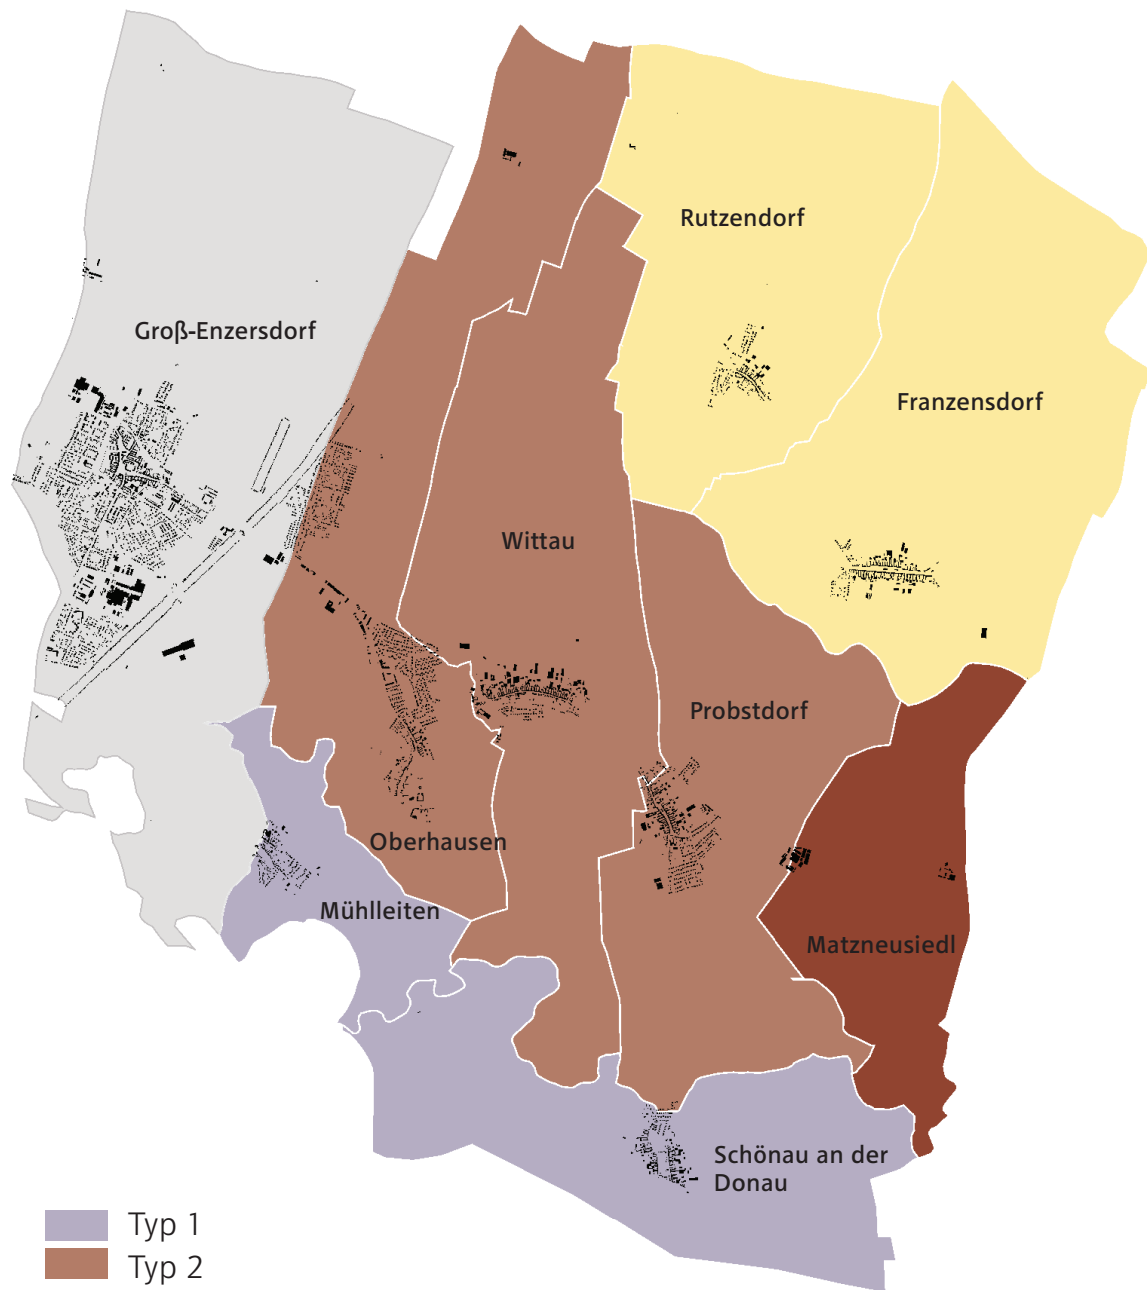 Rutzendorf
Groß-Enzersdorf
Franzensdorf
Wittau
Probstdorf
Oberhausen
Mühlleiten
Matzneusiedl
Schönau an der
Donau
Typ 1
Typ 2